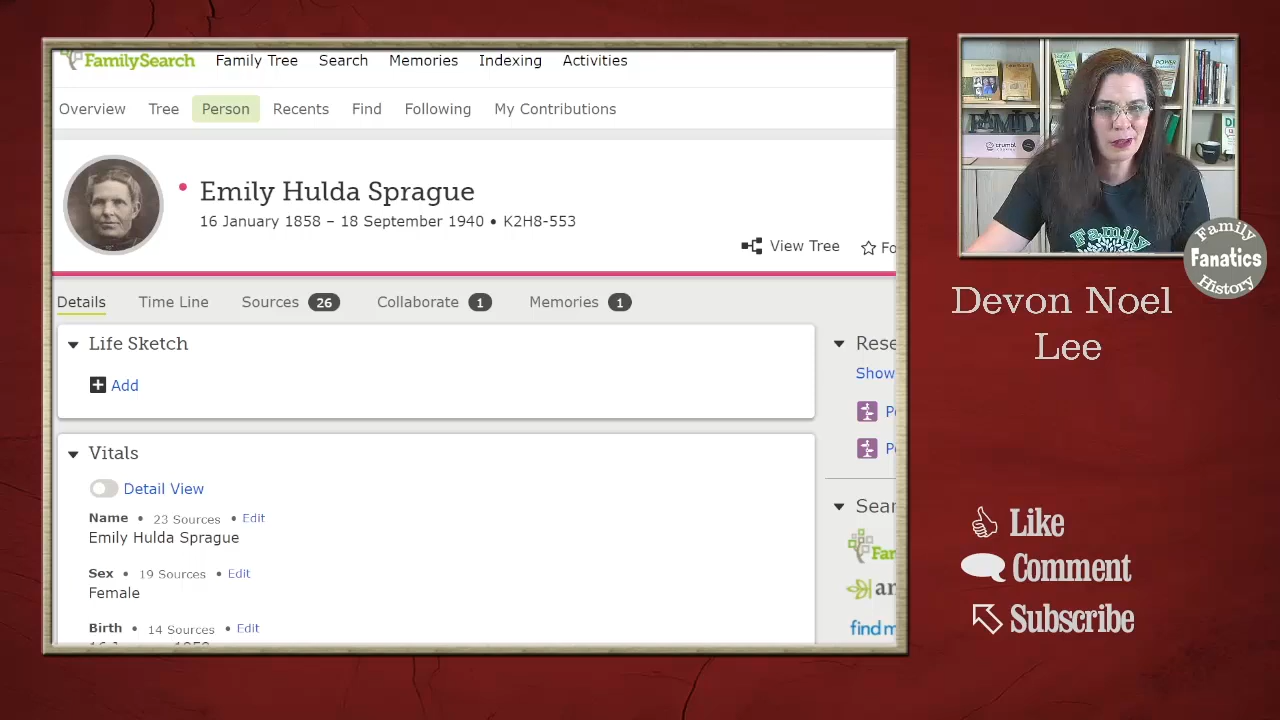 FamilySearch Family Tree Search Memories Indexing Activities
Overview Tree Person Recents Find Following My Contributions
Emily Hulda Sprague
16 January 1858 – 18 September 1940 • K2H8-553
View Tree
Details Time Line Sources 26 Collaborate 1 Memories 1
Life Sketch
Add
Show
Vitals
Detail View
Name • 23 Sources • Edit
Emily Hulda Sprague
Sex • 19 Sources • Edit
Female
Birth • 14 Sources • Edit
POWER
crumbl
Family
Family
Fanatics
History
Devon Noel
Lee
Like
Comment
Subscribe